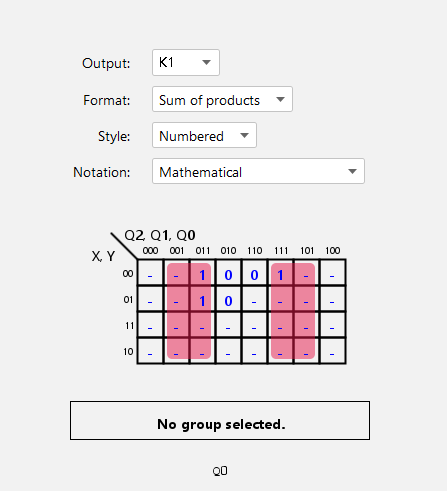 Output: K1
Format: Sum of products
Style: Numbered
Notation: Mathematical
Q2, Q1, Q0
X, Y
000 001 011 010 110 111 101 100
00 - - 1 0 0 1 - -
01 - - 1 0 - - - -
11 - - - - - - - -
10 - - - - - - - -
No group selected.
Q0